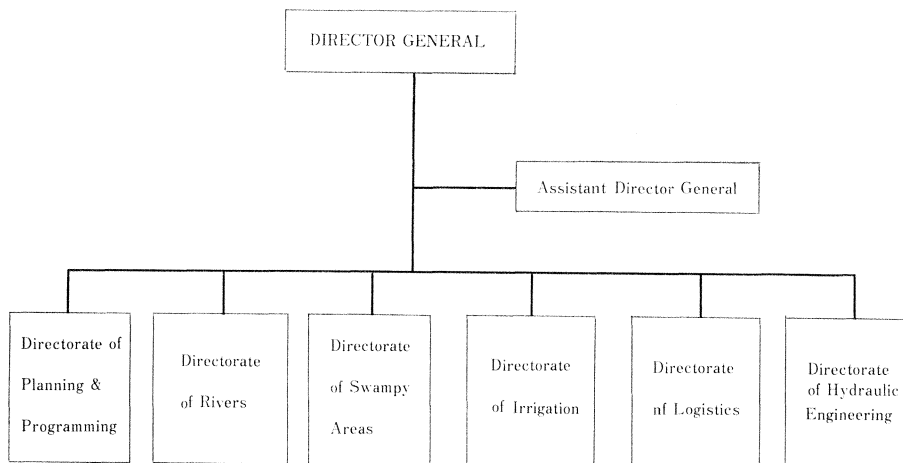 DIRECTOR GENERAL
Assistant Director General
Directorate of
Planning &
Programming
Directorate
of Rivers
Directorate
of Swampy
Areas
Directorate
of Irrigation
Directorate
nf Logistics
Directorate
of Hydraulic
Engineering